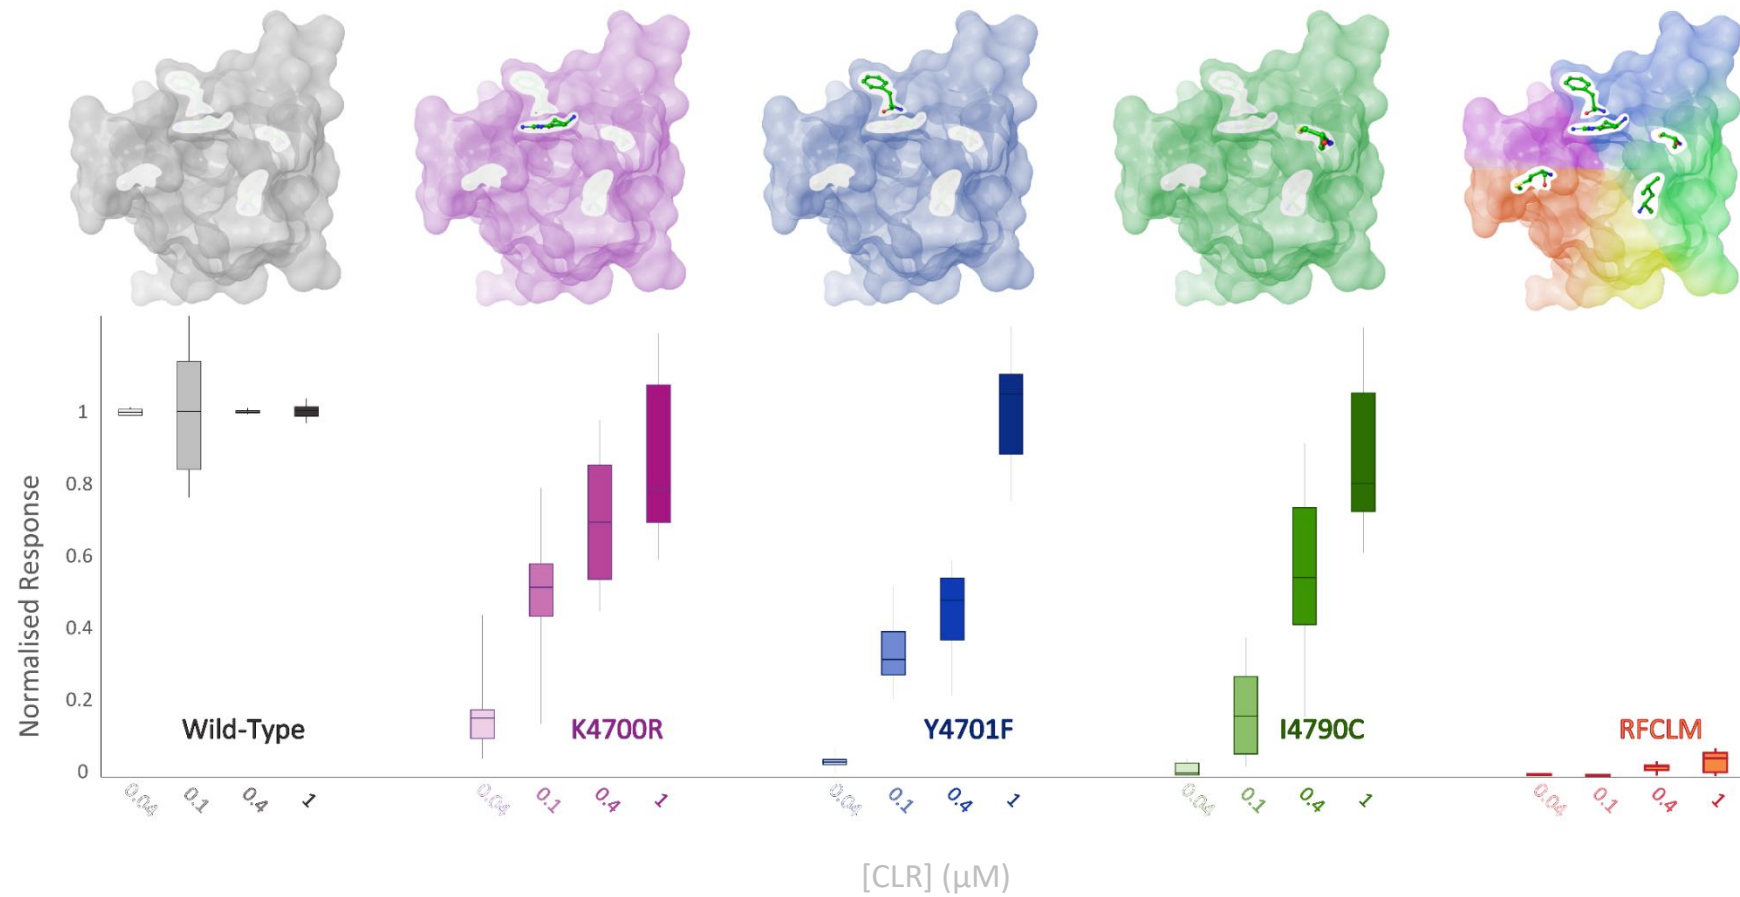 Normalised Response
1
0.8
0.6
0.4
0.2
0
Wild-Type
K4700R
Y4701F
I4790C
RFCLM
0.04 0.1 0.4 1
0.04 0.1 0.4 1
0.04 0.1 0.4 1
0.04 0.1 0.4 1
0.04 0.1 0.4 1
[CLR] (μM)